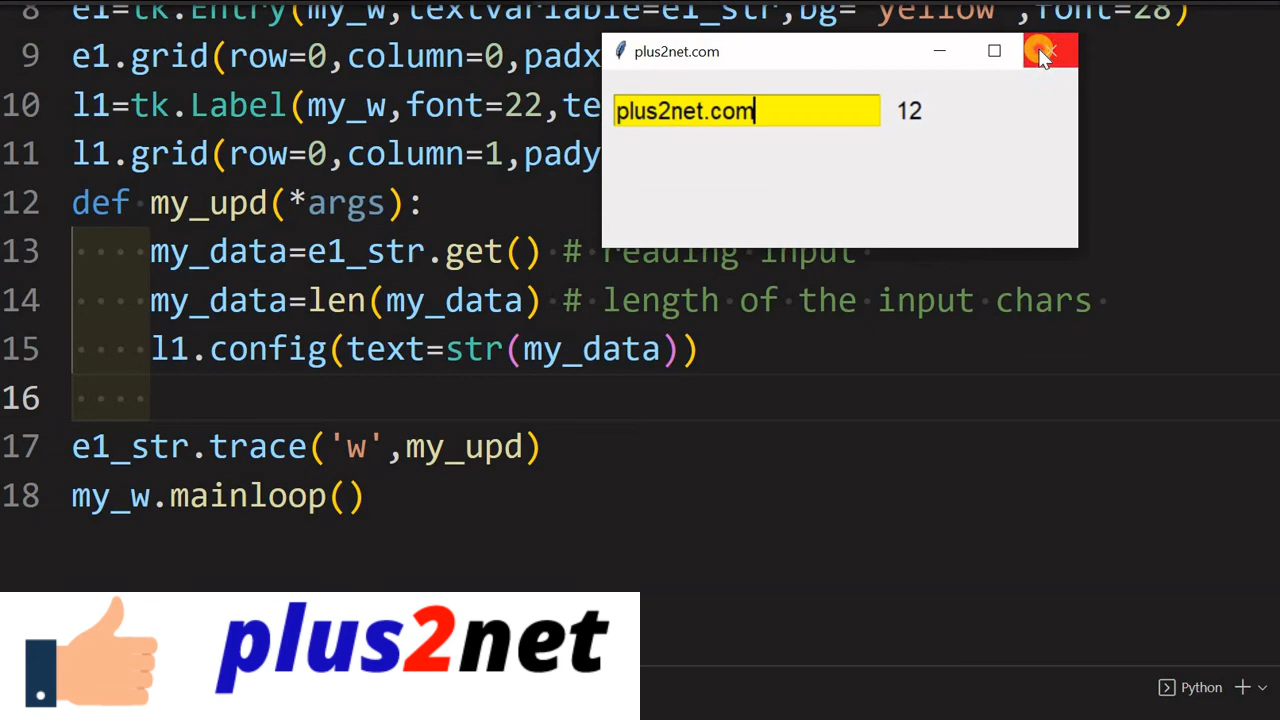 8 e1=tk.Entry(my_w,textvariable=e1_str,bg='yellow',font=28)
9 e1.grid(row=0,column=0,padx
10 l1=tk.Label(my_w,font=22,te
11 l1.grid(row=0,column=1,pady
12 def my_upd(*args):
13 my_data=e1_str.get() # reading input
14 my_data=len(my_data) # length of the input chars
15 l1.config(text=str(my_data))
16
17 e1_str.trace('w',my_upd)
18 my_w.mainloop()
plus2net.com
plus2net.com 12
plus2net
Python